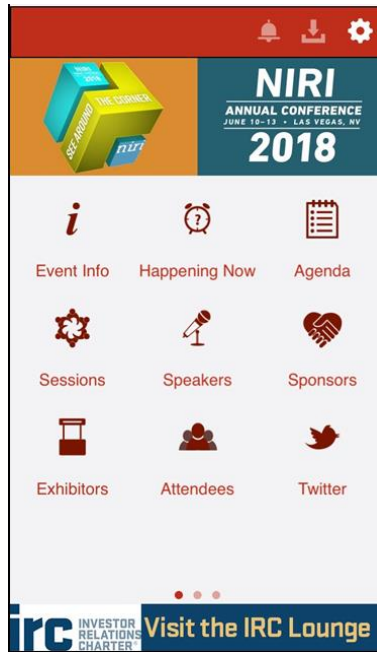 NIRI
SEE AROUND
THE CORNER
niri
NIRI
ANNUAL CONFERENCE
JUNE 10-13 • LAS VEGAS, NV
2018
i
?
Event Info
Happening Now
Agenda
Sessions
Speakers
Sponsors
Exhibitors
Attendees
Twitter
irc INVESTOR
RELATIONS
CHARTER®
Visit the IRC Lounge